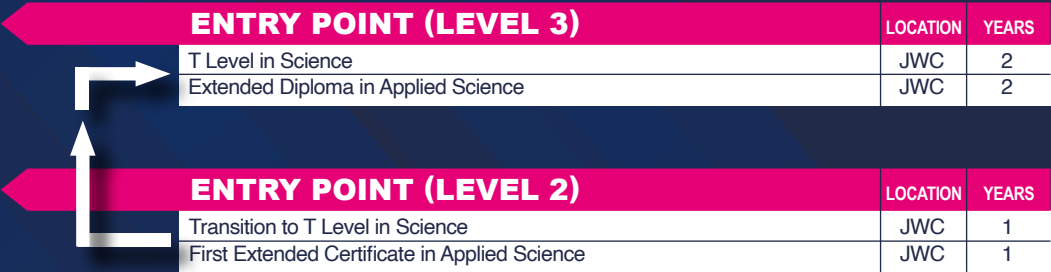 ENTRY POINT (LEVEL 3) LOCATION YEARS
T Level in Science JWC 2
Extended Diploma in Applied Science JWC 2
ENTRY POINT (LEVEL 2) LOCATION YEARS
Transition to T Level in Science JWC 1
First Extended Certificate in Applied Science JWC 1